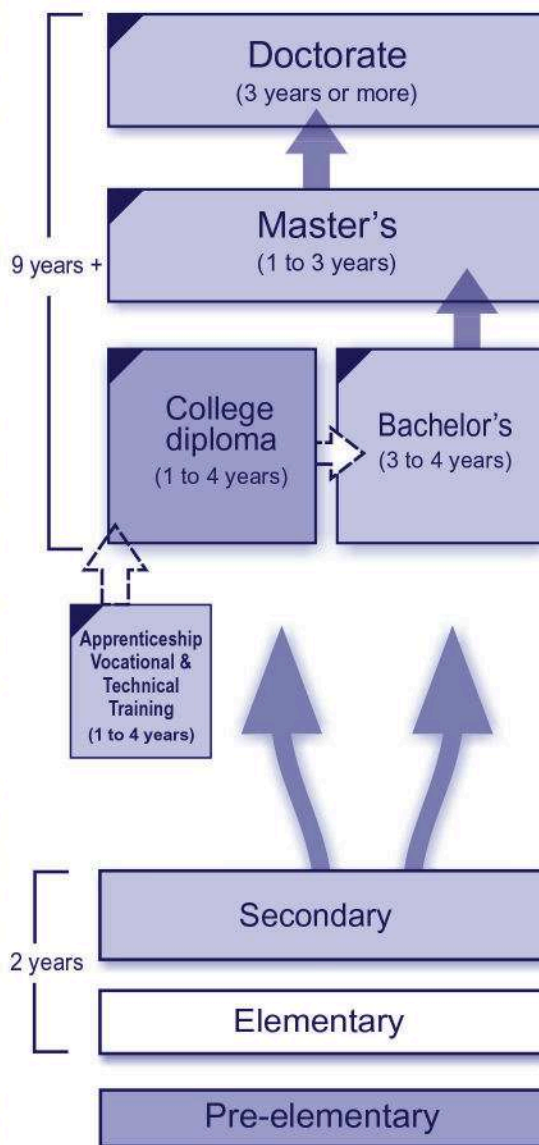 Doctorate
(3 years or more)
Master's
(1 to 3 years)
9 years +
College
diploma
(1 to 4 years)
Bachelor's
(3 to 4 years)
Apprenticeship
Vocational &
Technical
Training
(1 to 4 years)
Secondary
2 years
Elementary
Pre-elementary